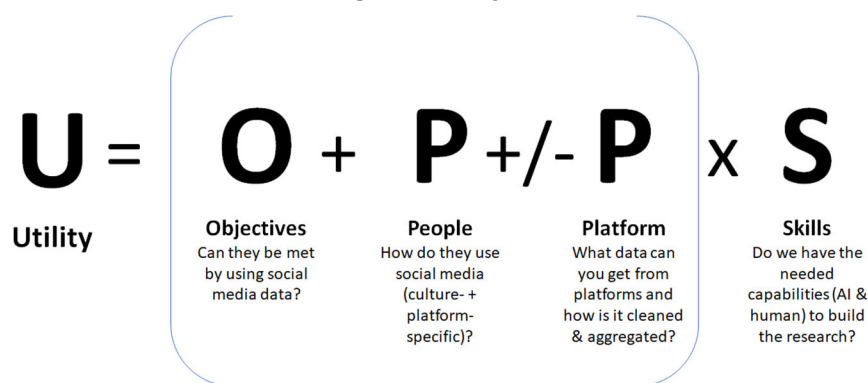 U = O + P +/- P x S
Utility
Objectives
Can they be met
by using social
media data?
People
How do they use
social media
(culture- +
platform-
specific)?
Platform
What data can
you get from
platforms and
how is it cleaned
& aggregated?
Skills
Do we have the
needed
capabilities (AI &
human) to build
the research?